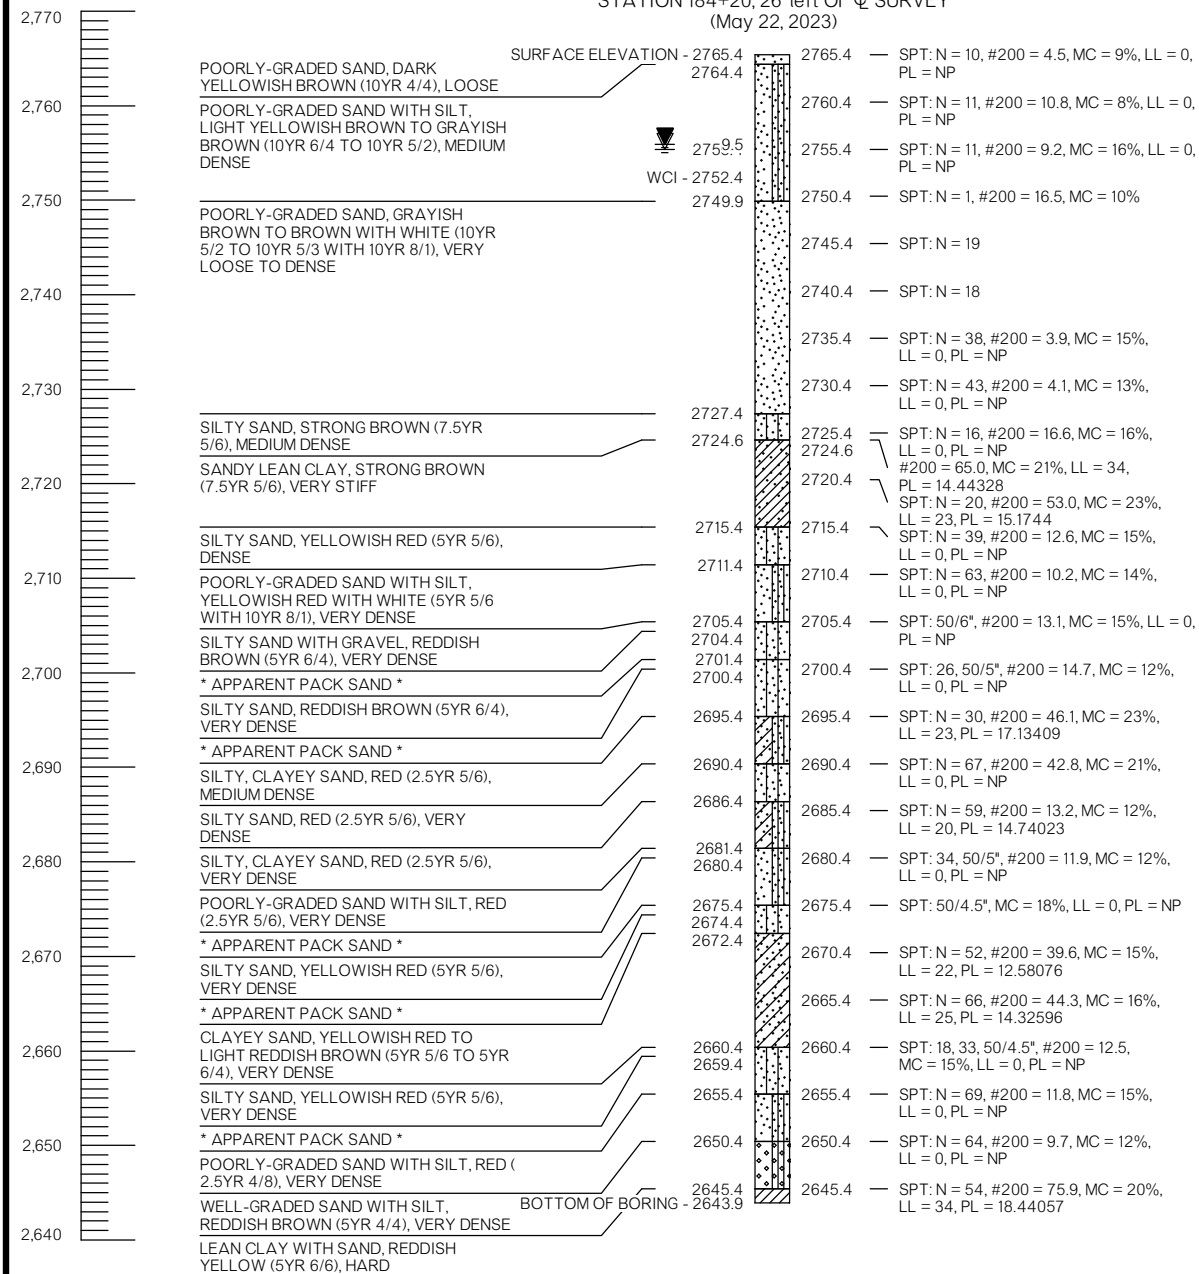 STATION 184+20, 26' left OF ℄ SURVEY
(May 22, 2023)
2,770
2,760
2,750
2,740
2,730
2,720
2,710
2,700
2,690
2,680
2,670
2,660
2,650
2,640
POORLY-GRADED SAND, DARK
YELLOWISH BROWN (10YR 4/4), LOOSE
POORLY-GRADED SAND WITH SILT,
LIGHT YELLOWISH BROWN TO GRAYISH
BROWN (10YR 6/4 TO 10YR 5/2), MEDIUM
DENSE
POORLY-GRADED SAND, GRAYISH
BROWN TO BROWN WITH WHITE (10YR
5/2 TO 10YR 5/3 WITH 10YR 8/1), VERY
LOOSE TO DENSE
SILTY SAND, STRONG BROWN (7.5YR
5/6), MEDIUM DENSE
SANDY LEAN CLAY, STRONG BROWN
(7.5YR 5/6), VERY STIFF
SILTY SAND, YELLOWISH RED (5YR 5/6),
DENSE
POORLY-GRADED SAND WITH SILT,
YELLOWISH RED WITH WHITE (5YR 5/6
WITH 10YR 8/1), VERY DENSE
SILTY SAND WITH GRAVEL, REDDISH
BROWN (5YR 6/4), VERY DENSE
* APPARENT PACK SAND *
SILTY SAND, REDDISH BROWN (5YR 6/4),
VERY DENSE
* APPARENT PACK SAND *
SILTY, CLAYEY SAND, RED (2.5YR 5/6),
MEDIUM DENSE
SILTY SAND, RED (2.5YR 5/6), VERY
DENSE
SILTY, CLAYEY SAND, RED (2.5YR 5/6),
VERY DENSE
POORLY-GRADED SAND WITH SILT, RED
(2.5YR 5/6), VERY DENSE
* APPARENT PACK SAND *
SILTY SAND, YELLOWISH RED (5YR 5/6),
VERY DENSE
* APPARENT PACK SAND *
CLAYEY SAND, YELLOWISH RED TO
LIGHT REDDISH BROWN (5YR 5/6 TO 5YR
6/4), VERY DENSE
SILTY SAND, YELLOWISH RED (5YR 5/6),
VERY DENSE
* APPARENT PACK SAND *
POORLY-GRADED SAND WITH SILT, RED (
2.5YR 4/8), VERY DENSE
WELL-GRADED SAND WITH SILT,
REDDISH BROWN (5YR 4/4), VERY DENSE
LEAN CLAY WITH SAND, REDDISH
YELLOW (5YR 6/6), HARD
SURFACE ELEVATION - 2765.4
2764.4
9.5
WCI - 2752.4
2749.9
2727.4
2724.6
2715.4
2711.4
2705.4
2704.4
2701.4
2700.4
2695.4
2690.4
2686.4
2681.4
2680.4
2675.4
2674.4
2672.4
2660.4
2659.4
2655.4
2650.4
2645.4
BOTTOM OF BORING - 2643.9
2765.4 — SPT: N = 10, #200 = 4.5, MC = 9%, LL = 0,
PL = NP
2760.4 — SPT: N = 11, #200 = 10.8, MC = 8%, LL = 0,
PL = NP
2755.4 — SPT: N = 11, #200 = 9.2, MC = 16%, LL = 0,
PL = NP
2750.4 — SPT: N = 1, #200 = 16.5, MC = 10%
2745.4 — SPT: N = 19
2740.4 — SPT: N = 18
2735.4 — SPT: N = 38, #200 = 3.9, MC = 15%,
LL = 0, PL = NP
2730.4 — SPT: N = 43, #200 = 4.1, MC = 13%,
LL = 0, PL = NP
2725.4 — SPT: N = 16, #200 = 16.6, MC = 16%,
LL = 0, PL = NP
2724.6 #200 = 65.0, MC = 21%, LL = 34,
PL = 14.44328
2720.4 SPT: N = 20, #200 = 53.0, MC = 23%,
LL = 23, PL = 15.1744
2715.4 SPT: N = 39, #200 = 12.6, MC = 15%,
LL = 0, PL = NP
2710.4 — SPT: N = 63, #200 = 10.2, MC = 14%,
LL = 0, PL = NP
2705.4 — SPT: 50/6", #200 = 13.1, MC = 15%, LL = 0,
PL = NP
2700.4 — SPT: 26, 50/5", #200 = 14.7, MC = 12%,
LL = 0, PL = NP
2695.4 — SPT: N = 30, #200 = 46.1, MC = 23%,
LL = 23, PL = 17.13409
2690.4 — SPT: N = 67, #200 = 42.8, MC = 21%,
LL = 0, PL = NP
2685.4 — SPT: N = 59, #200 = 13.2, MC = 12%,
LL = 20, PL = 14.74023
2680.4 — SPT: 34, 50/5", #200 = 11.9, MC = 12%,
LL = 0, PL = NP
2675.4 — SPT: 50/4.5", MC = 18%, LL = 0, PL = NP
2670.4 — SPT: N = 52, #200 = 39.6, MC = 15%,
LL = 22, PL = 12.58076
2665.4 — SPT: N = 66, #200 = 44.3, MC = 16%,
LL = 25, PL = 14.32596
2660.4 — SPT: 18, 33, 50/4.5", #200 = 12.5,
MC = 15%, LL = 0, PL = NP
2655.4 — SPT: N = 69, #200 = 11.8, MC = 15%,
LL = 0, PL = NP
2650.4 — SPT: N = 64, #200 = 9.7, MC = 12%,
LL = 0, PL = NP
2645.4 — SPT: N = 54, #200 = 75.9, MC = 20%,
LL = 34, PL = 18.44057